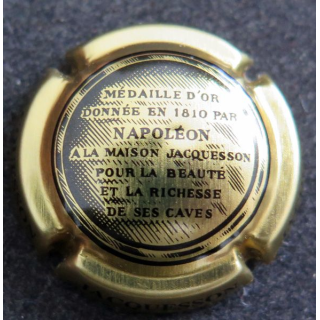 MÉDAILLE D'OR
DONNÉE EN 1810 PAR
NAPOLÉON
A LA MAISON JACQUESSON
POUR LA BEAUTÉ
ET LA RICHESSE
DE SES CAVES